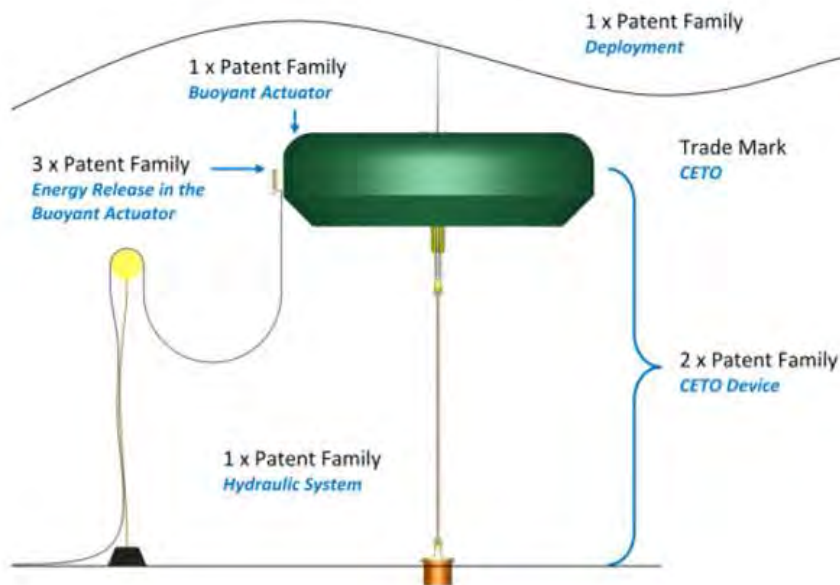 1 x Patent Family
Deployment
1 x Patent Family
Buoyant Actuator
3 x Patent Family
Energy Release in the
Buoyant Actuator
Trade Mark
CETO
2 x Patent Family
CETO Device
1 x Patent Family
Hydraulic System